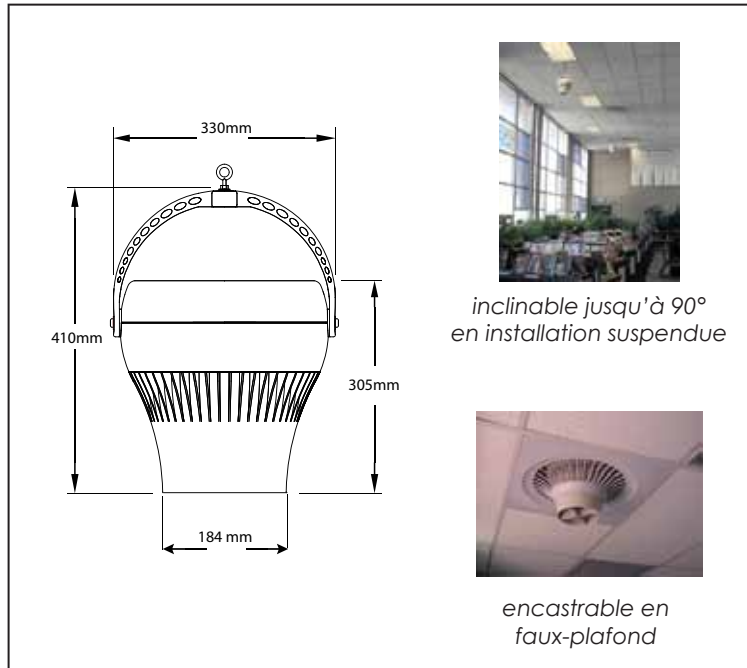 330mm
410mm
305mm
184 mm
inclinable jusqu'à 90°
en installation suspendue
encastrable en
faux-plafond